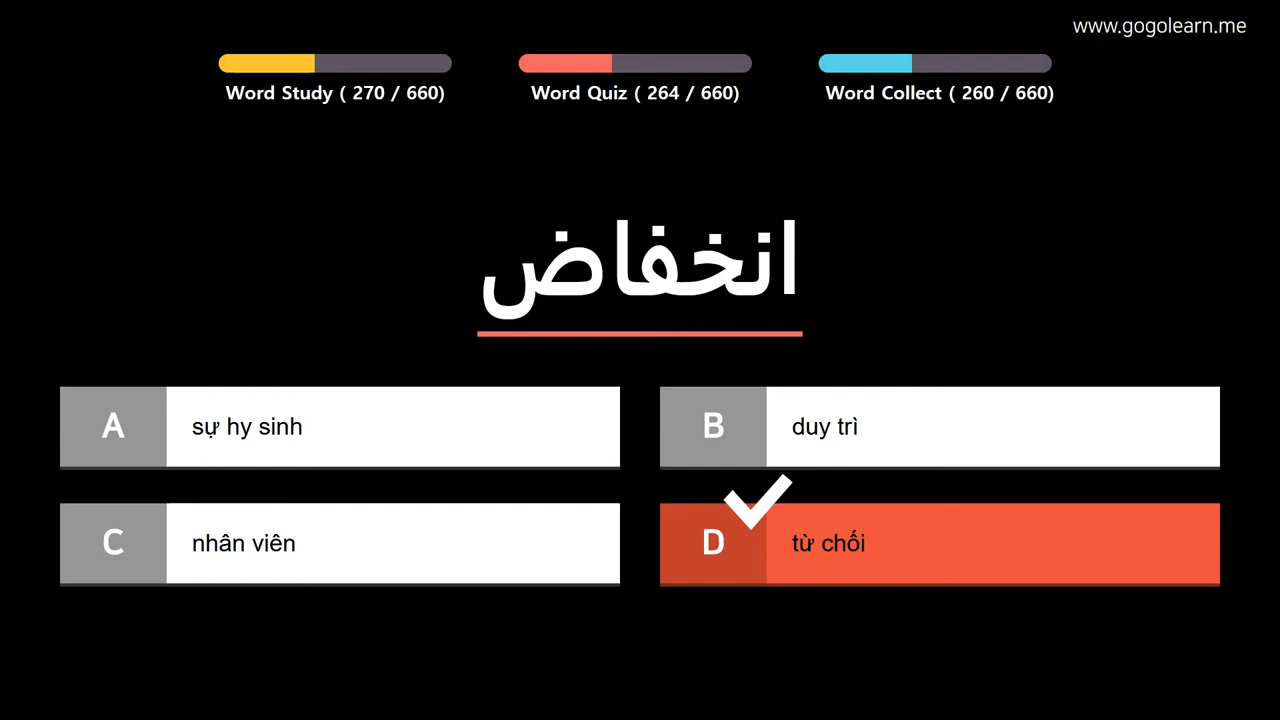 www.gogolearn.me
Word Study ( 270 / 660)
Word Quiz ( 264 / 660)
Word Collect ( 260 / 660)
انخفاض
A
sự hy sinh
B
duy trì
C
nhân viên
D
từ chối